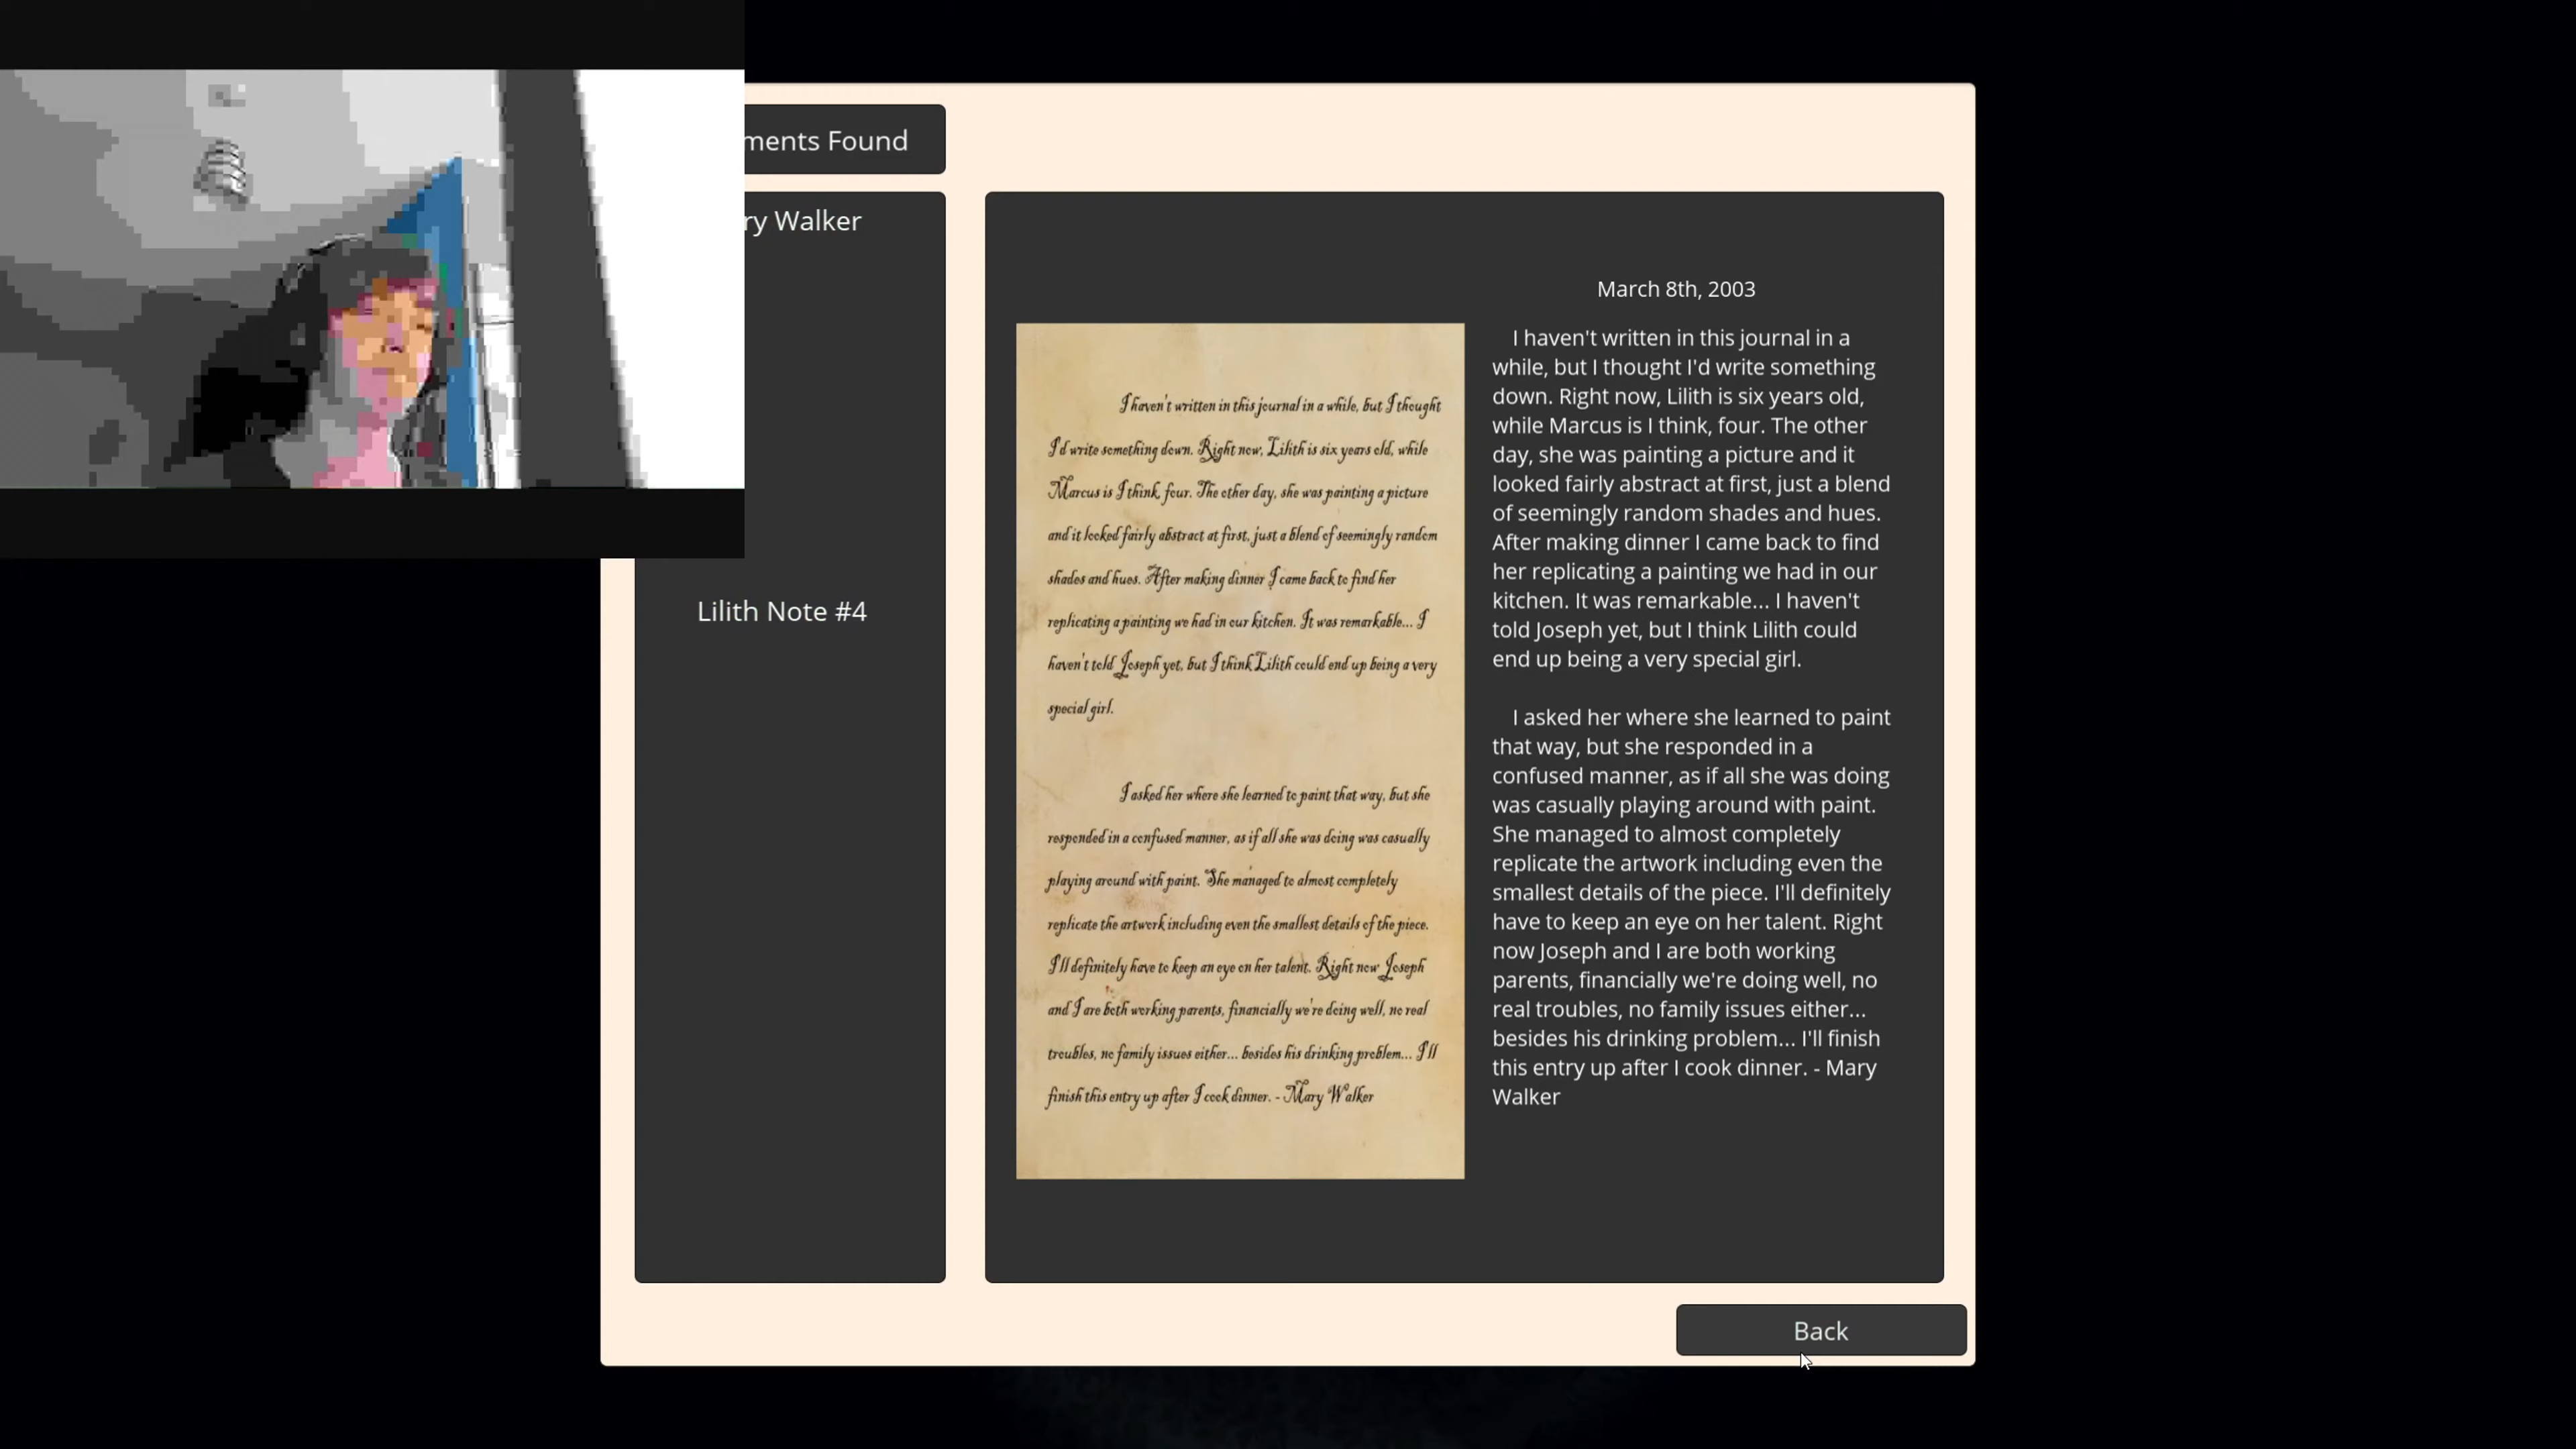 ments Found
ry Walker
Lilith Note #4
I haven't written in this journal in a while, but I thought
I'd write something down. Right now, Lilith is six years old, while
Marcus is I think, four. The other day, she was painting a picture
and it looked fairly abstract at first, just a blend of seemingly random
shades and hues. After making dinner I came back to find her
replicating a painting we had in our kitchen. It was remarkable... I
haven't told Joseph yet, but I think Lilith could end up being a very
special girl.
I asked her where she learned to paint that way, but she
responded in a confused manner, as if all she was doing was casually
playing around with paint. She managed to almost completely
replicate the artwork including even the smallest details of the piece.
I'll definitely have to keep an eye on her talent. Right now Joseph
and I are both working parents, financially we're doing well, no real
troubles, no family issues either... besides his drinking problem... I'll
finish this entry up after I cook dinner. - Mary Walker
March 8th, 2003
I haven't written in this journal in a
while, but I thought I'd write something
down. Right now, Lilith is six years old,
while Marcus is I think, four. The other
day, she was painting a picture and it
looked fairly abstract at first, just a blend
of seemingly random shades and hues.
After making dinner I came back to find
her replicating a painting we had in our
kitchen. It was remarkable... I haven't
told Joseph yet, but I think Lilith could
end up being a very special girl.
I asked her where she learned to paint
that way, but she responded in a
confused manner, as if all she was doing
was casually playing around with paint.
She managed to almost completely
replicate the artwork including even the
smallest details of the piece. I'll definitely
have to keep an eye on her talent. Right
now Joseph and I are both working
parents, financially we're doing well, no
real troubles, no family issues either...
besides his drinking problem... I'll finish
this entry up after I cook dinner. - Mary
Walker
Back